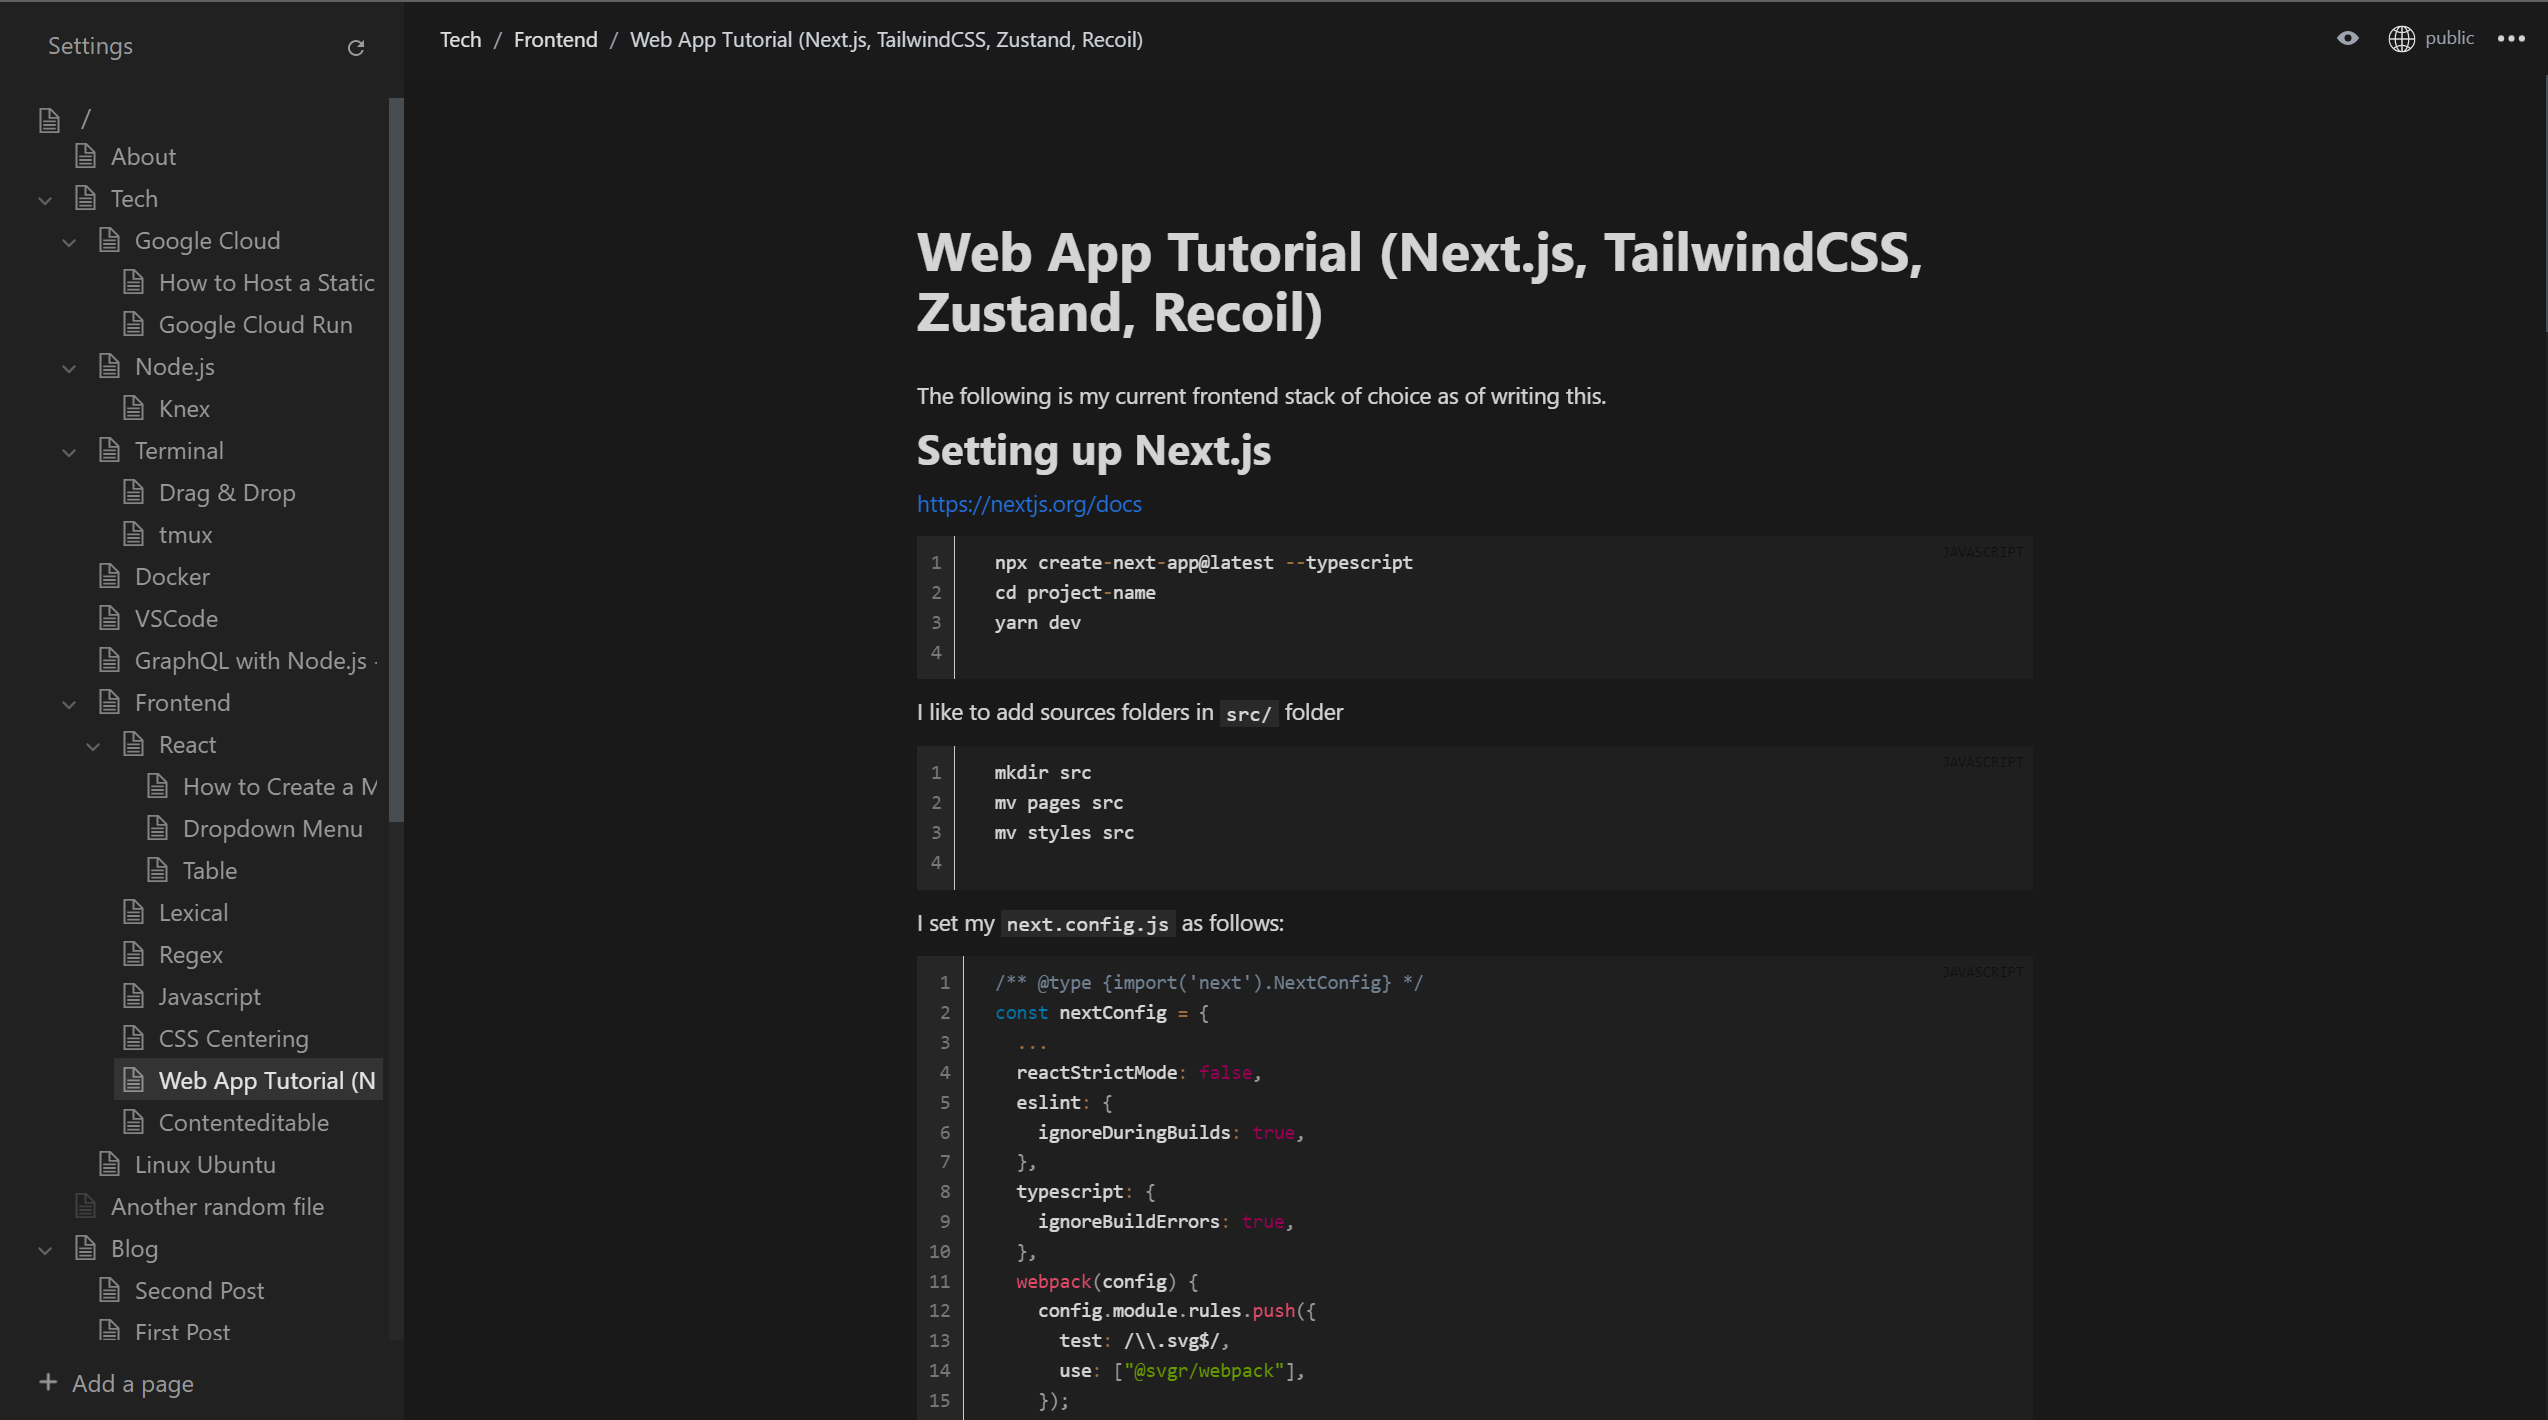 Settings
/
About
Tech
Google Cloud
How to Host a Static
Google Cloud Run
Node.js
Knex
Terminal
Drag & Drop
tmux
Docker
VSCode
GraphQL with Node.js
Frontend
React
How to Create a M
Dropdown Menu
Table
Lexical
Regex
Javascript
CSS Centering
Web App Tutorial (N
Contenteditable
Linux Ubuntu
Another random file
Blog
Second Post
First Post
+ Add a page
Tech / Frontend / Web App Tutorial (Next.js, TailwindCSS, Zustand, Recoil)
public
Web App Tutorial (Next.js, TailwindCSS,
Zustand, Recoil)
The following is my current frontend stack of choice as of writing this.
Setting up Next.js
https://nextjs.org/docs
JAVASCRIPT
1 npx create-next-app@latest --typescript
2 cd project-name
3 yarn dev
4
I like to add sources folders in src/ folder
JAVASCRIPT
1 mkdir src
2 mv pages src
3 mv styles src
4
I set my next.config.js as follows:
JAVASCRIPT
1 /** @type {import('next').NextConfig} */
2 const nextConfig = {
3 ...
4 reactStrictMode: false,
5 eslint: {
6 ignoreDuringBuilds: true,
7 },
8 typescript: {
9 ignoreBuildErrors: true,
10 },
11 webpack(config) {
12 config.module.rules.push({
13 test: /\\.svg$/,
14 use: ["@svgr/webpack"],
15 });